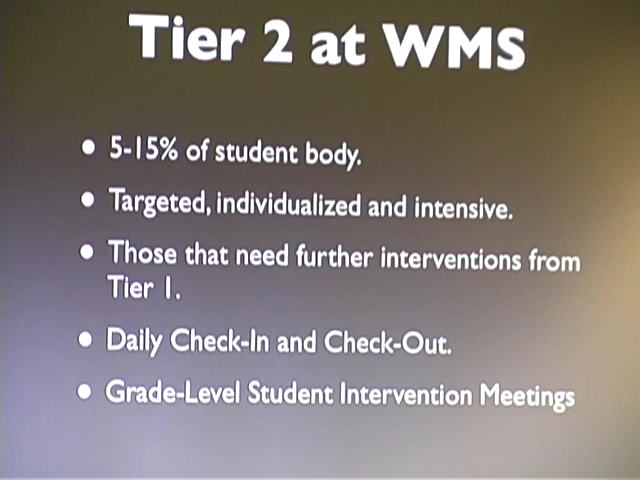 Tier 2 at WMS
• 5-15% of student body.
• Targeted, individualized and intensive.
• Those that need further interventions from
Tier 1.
• Daily Check-In and Check-Out.
• Grade-Level Student Intervention Meetings